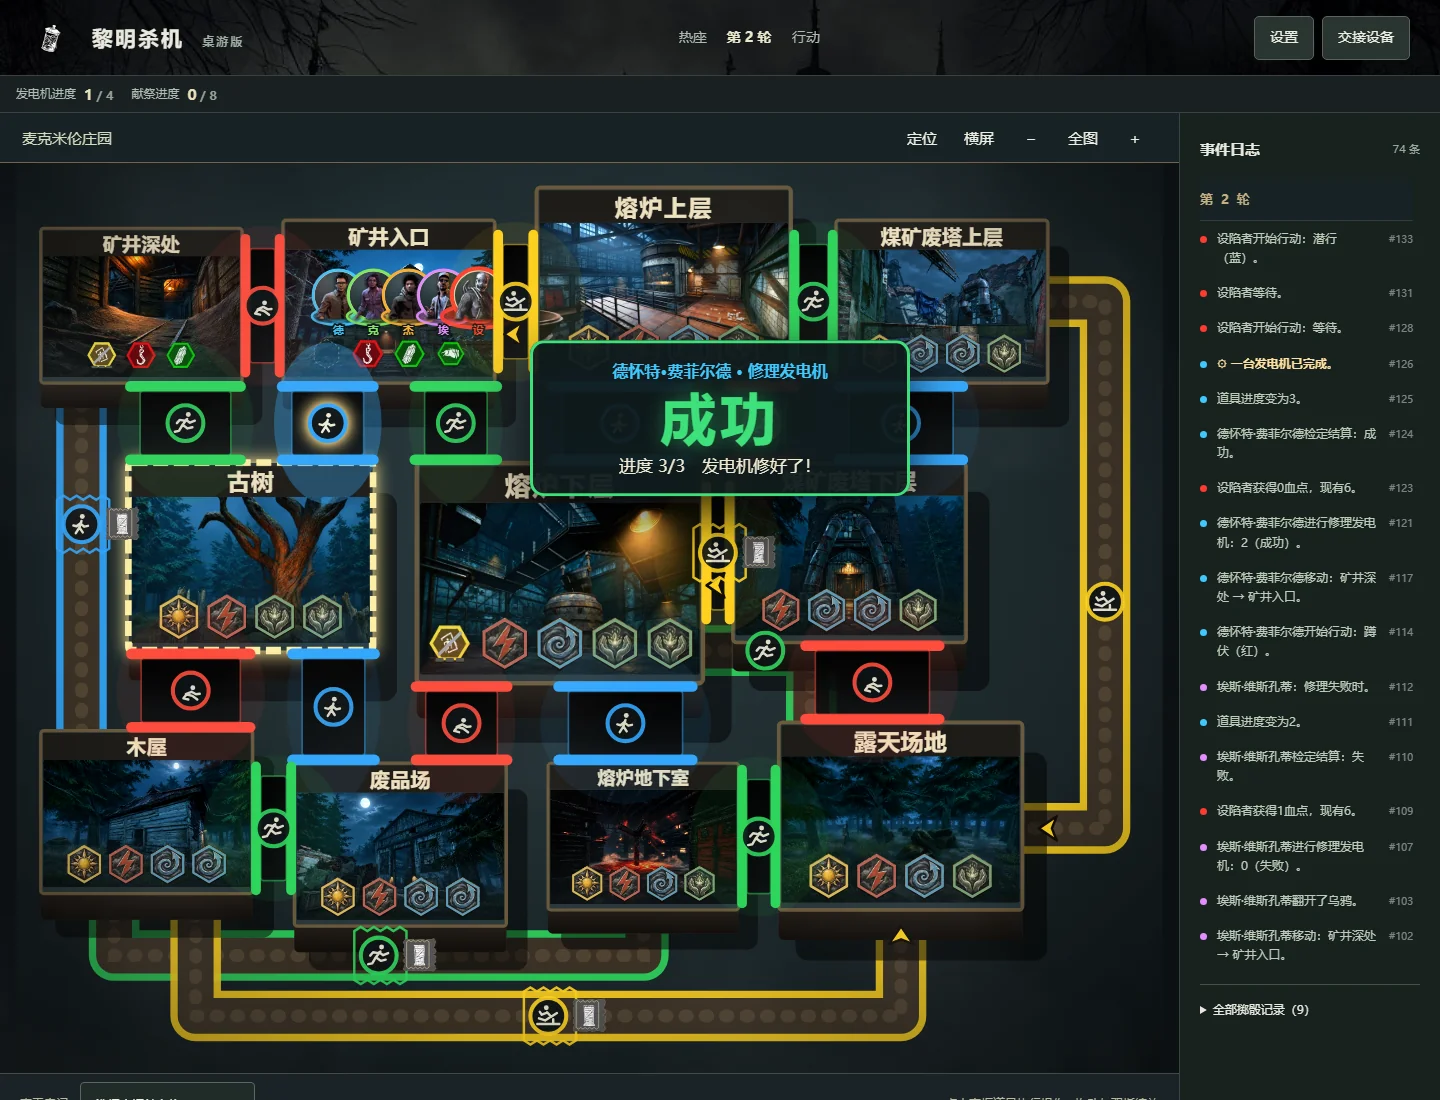 黎明杀机 桌游版
热座 第 2 轮 行动
设置 交接设备
发电机进度 1 / 4 献祭进度 0 / 8
麦克米伦庄园
定位 横屏 − 全图 +
事件日志 74 条
第 2 轮
设陷者开始行动：潜行
（蓝）。 #133
设陷者等待。 #131
设陷者开始行动：等待。 #128
⚙ 一台发电机已完成。 #126
道具进度变为3。 #125
德怀特·费菲尔德检定结算：成
功。 #124
设陷者获得0血点，现有6。 #123
德怀特·费菲尔德进行修理发电
机：2（成功）。 #121
德怀特·费菲尔德移动：矿井深
处 → 矿井入口。 #117
德怀特·费菲尔德开始行动：蹲
伏（红）。 #114
埃斯·维斯孔蒂：修理失败时。 #112
道具进度变为2。 #111
埃斯·维斯孔蒂检定结算：失
败。 #110
设陷者获得1血点，现有6。 #109
埃斯·维斯孔蒂进行修理发电
机：0（失败）。 #107
埃斯·维斯孔蒂翻开了乌鸦。 #103
埃斯·维斯孔蒂移动：矿井深处
→ 矿井入口。 #102
全部掷骰记录（9）
矿井深处
矿井入口
德 克 杰 埃 设
熔炉上层
煤矿废塔上层
德怀特·费菲尔德 • 修理发电机
成功
进度 3/3 发电机修好了！
古树
木屋
废品场
熔炉地下室
露天场地